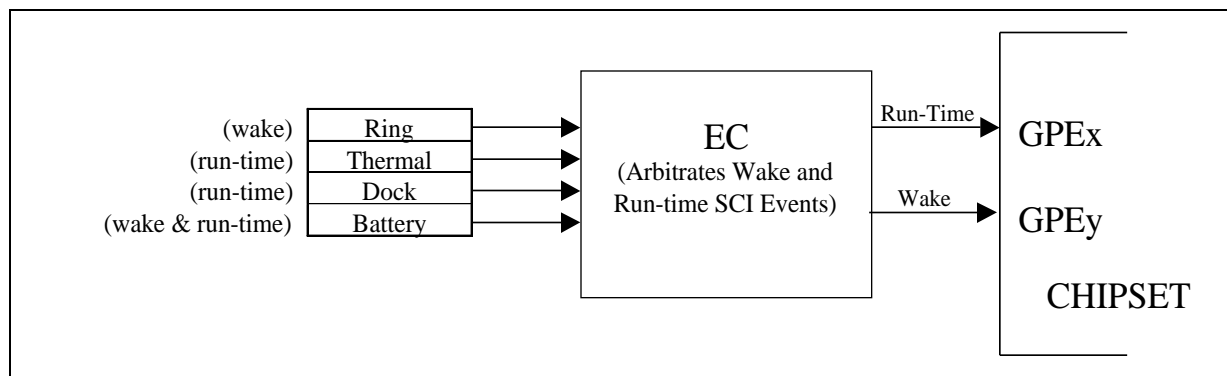 (wake) Ring
(run-time) Thermal
(run-time) Dock
(wake & run-time) Battery
EC
(Arbitrates Wake and
Run-time SCI Events)
Run-Time
Wake
GPEx
GPEy
CHIPSET